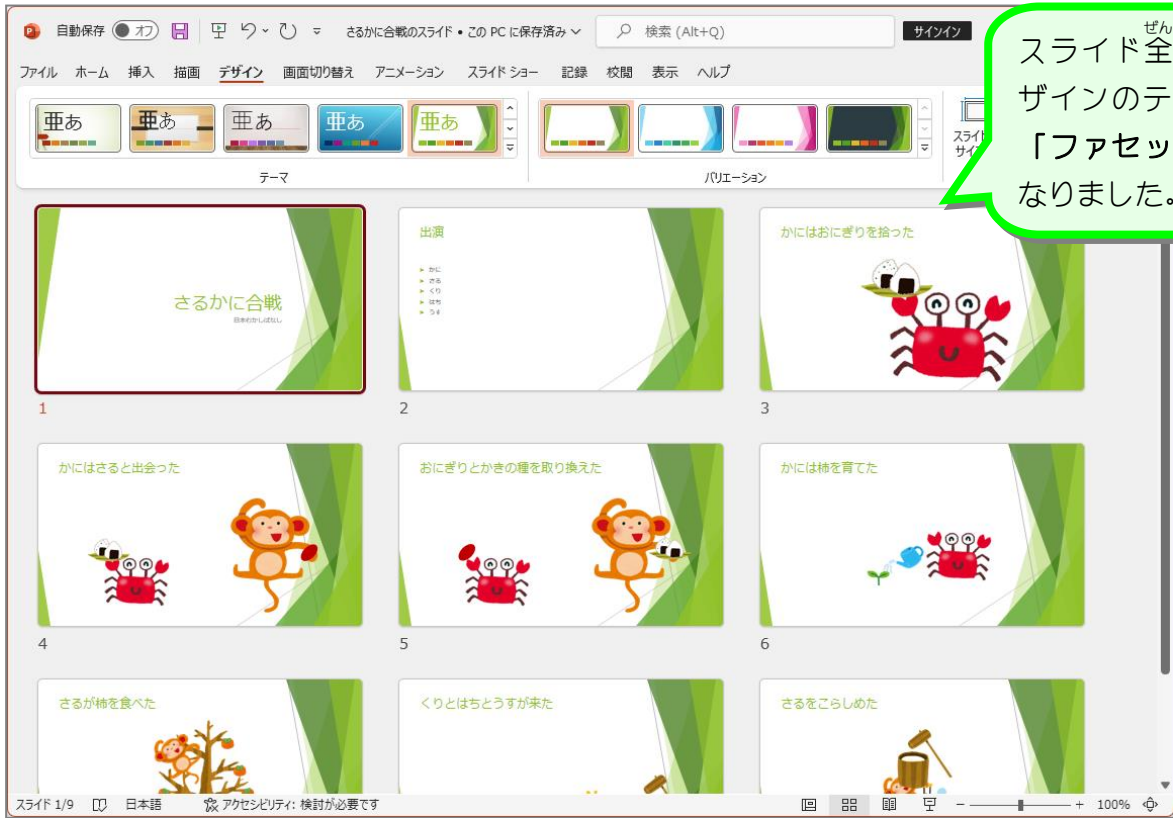 自動保存 オフ さるかに合戦のスライド • この PC に保存済み 検索 (Alt+Q) サインイン
ファイル ホーム 挿入 描画 デザイン 画面切り替え アニメーション スライド ショー 記録 校閲 表示 ヘルプ
亜あ 亜あ 亜あ 亜あ 亜あ
テーマ バリエーション
ぜん
スライド全
ザインのテ
「ファセッ
なりました。
さるかに合戦
日本むかしばなし
1
出演
かに
さる
くり
はち
うす
2
かにはおにぎりを拾った
3
かにはさると出会った
4
おにぎりとかきの種を取り換えた
5
かには柿を育てた
6
さるが柿を食べた
くりとはちとうすが来た
さるをこらしめた
スライド 1/9 日本語 アクセシビリティ: 検討が必要です 100%